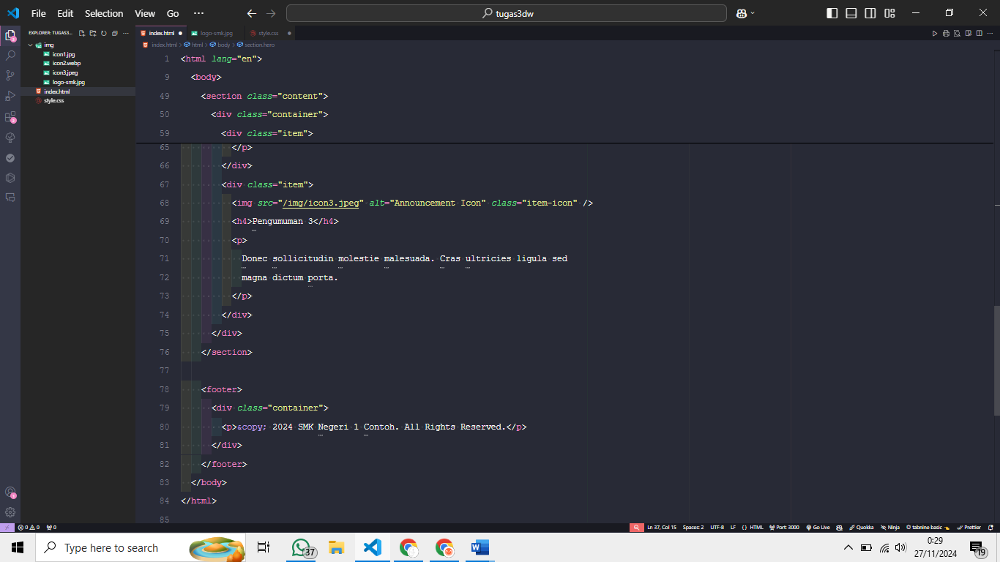 File Edit Selection View Go ··· tugas3dw
EXPLORER: TUGAS3...
img
icon1.jpg
icon2.webp
icon3.jpeg
logo-smk.jpg
index.html
style.css
index.html logo-smk.jpg style.css
index.html > html > body > section.hero
1 <html lang="en">
9 <body>
49 <section class="content">
50 <div class="container">
59 <div class="item">
65 </p>
66 </div>
67 <div class="item">
68 <img src="/img/icon3.jpeg" alt="Announcement Icon" class="item-icon" />
69 <h4>Pengumuman 3</h4>
70 <p>
71 Donec sollicitudin molestie malesuada. Cras ultricies ligula sed
72 magna dictum porta.
73 </p>
74 </div>
75 </div>
76 </section>
77
78 <footer>
79 <div class="container">
80 <p>&copy; 2024 SMK Negeri 1 Contoh. All Rights Reserved.</p>
81 </div>
82 </footer>
83 </body>
84 </html>
85
0 0 0 Ln 37, Col 15 Spaces: 2 UTF-8 LF {} HTML Port: 3000 Go Live Quokka Ninja tabnine basic Prettier
Type here to search 37 0:29
27/11/2024 19